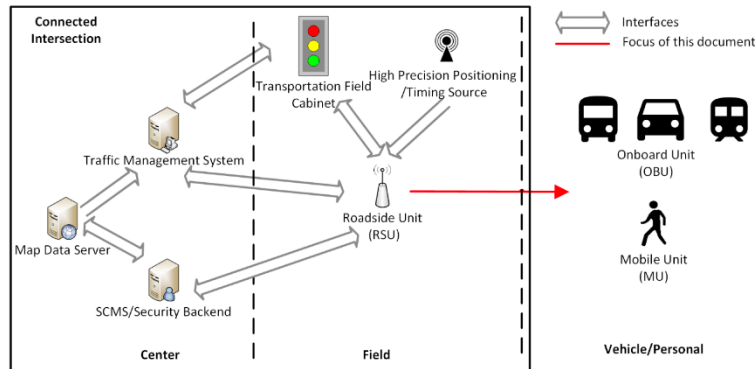 Connected
Intersection
Interfaces
Focus of this document
Transportation Field
Cabinet
High Precision Positioning
/Timing Source
Traffic Management System
Onboard Unit
(OBU)
Roadside Unit
(RSU)
Map Data Server
Mobile Unit
(MU)
SCMS/Security Backend
Center
Field
Vehicle/Personal